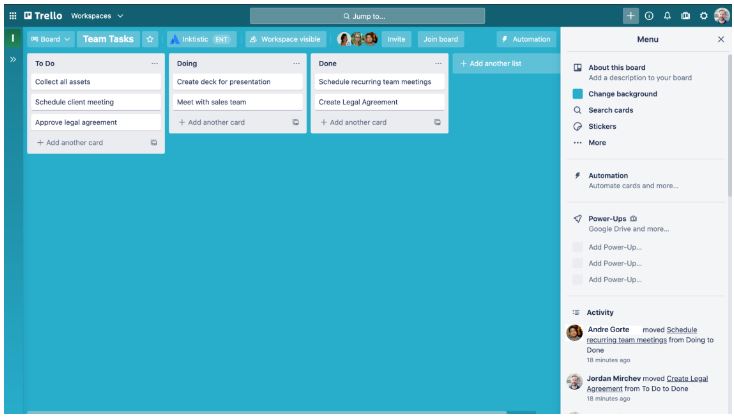 Trello Workspaces Jump to...
I Board Team Tasks Inktistic ENT Workspace visible Invite Join board Automation
Menu
To Do
Collect all assets
Schedule client meeting
Approve legal agreement
+ Add another card
Doing
Create deck for presentation
Meet with sales team
+ Add another card
Done
Schedule recurring team meetings
Create Legal Agreement
+ Add another card
+ Add another list
About this board
Add a description to your board
Change background
Search cards
Stickers
More
Automation
Automate cards and more...
Power-Ups
Google Drive and more...
Add Power-Up...
Add Power-Up...
Add Power-Up...
Activity
Andre Gorte moved Schedule
recurring team meetings from Doing to
Done
18 minutes ago
Jordan Mirchev moved Create Legal
Agreement from To Do to Done
18 minutes ago